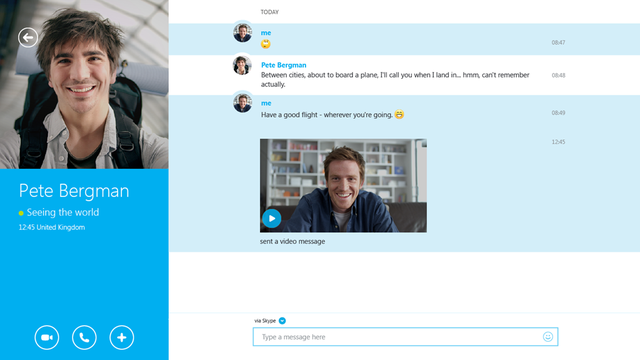 TODAY
me
08:47
Pete Bergman
Between cities, about to board a plane, I'll call you when I land in... hmm, can't remember
actually.
08:48
me
Have a good flight - wherever you're going.
08:49
12:45
sent a video message
Pete Bergman
Seeing the world
12:45 United Kingdom
via Skype
Type a message here